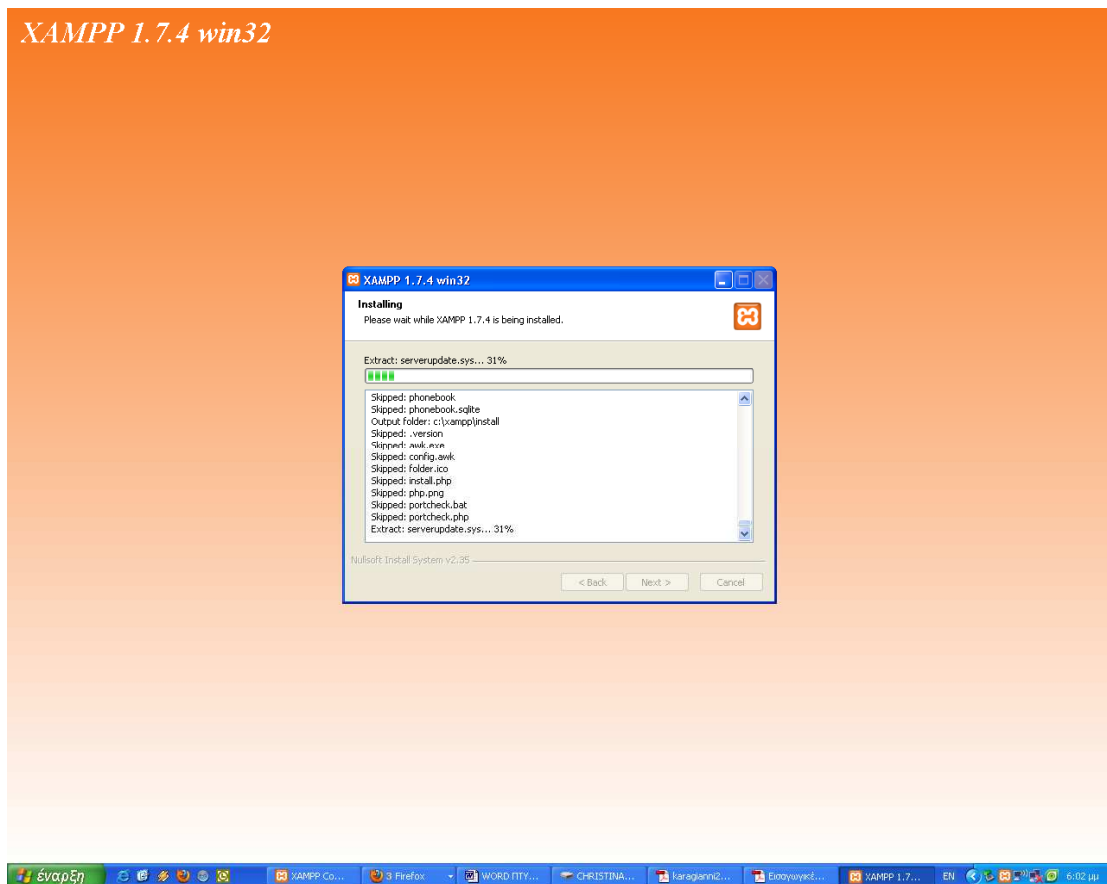 XAMPP 1.7.4 win32
XAMPP 1.7.4 win32
Installing
Please wait while XAMPP 1.7.4 is being installed.
Extract: serverupdate.sys... 31%
Skipped: phonebook
Skipped: phonebook.sqlite
Output folder: c:\xampp\install
Skipped: .version
Skipped: awk.exe
Skipped: config.awk
Skipped: folder.ico
Skipped: install.php
Skipped: php.png
Skipped: portcheck.bat
Skipped: portcheck.php
Extract: serverupdate.sys... 31%
Nullsoft Install System v2.35
< Back Next > Cancel
έναρξη XAMPP Co... 3 Firefox WORD ΠΤΥ... CHRISTINA... karagianni2... Εισαγωγικέ... XAMPP 1.7... EN 6:02 μμ